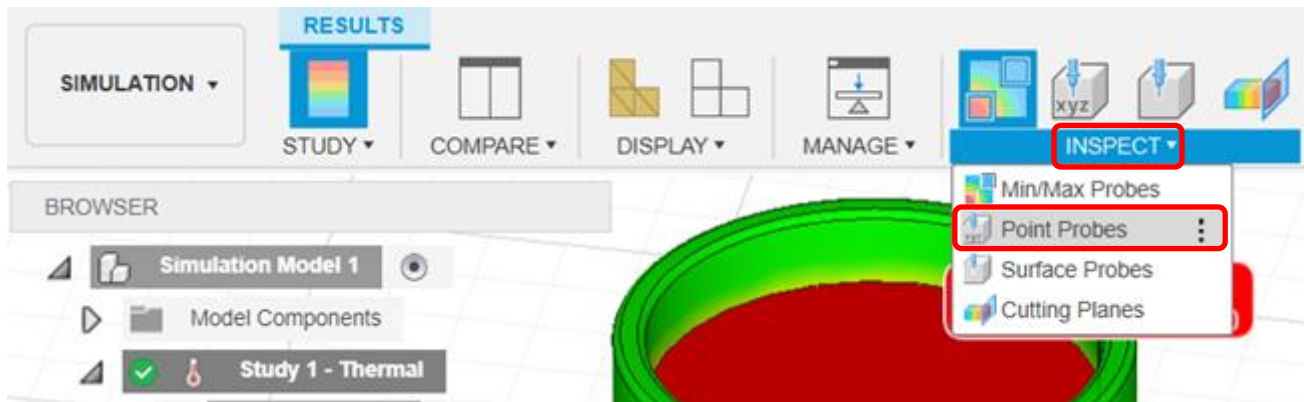 RESULTS
SIMULATION
STUDY COMPARE DISPLAY MANAGE INSPECT
xyz
BROWSER
Simulation Model 1
Model Components
Study 1 - Thermal
Min/Max Probes
Point Probes
Surface Probes
Cutting Planes